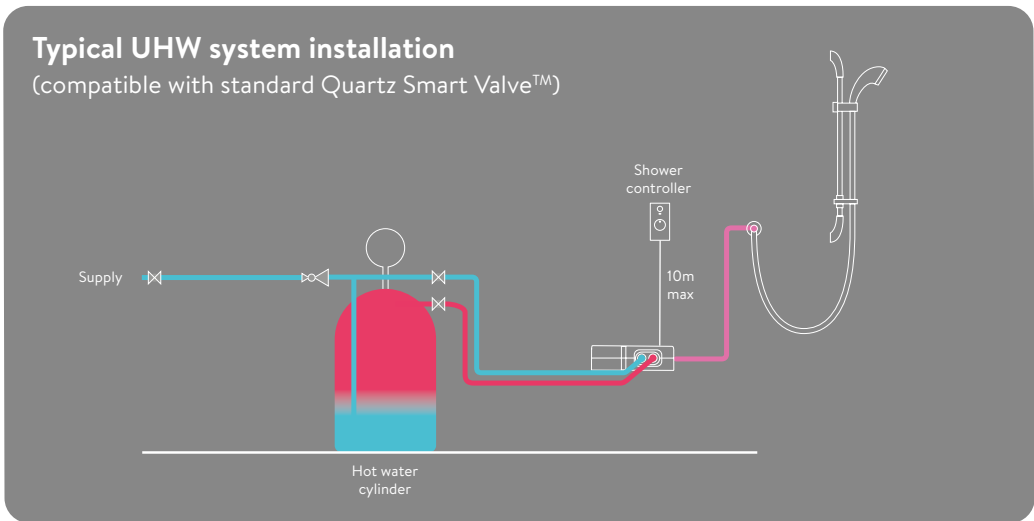 Typical UHW system installation
(compatible with standard Quartz Smart Valve™)
Shower
controller
Supply
10m
max
Hot water
cylinder